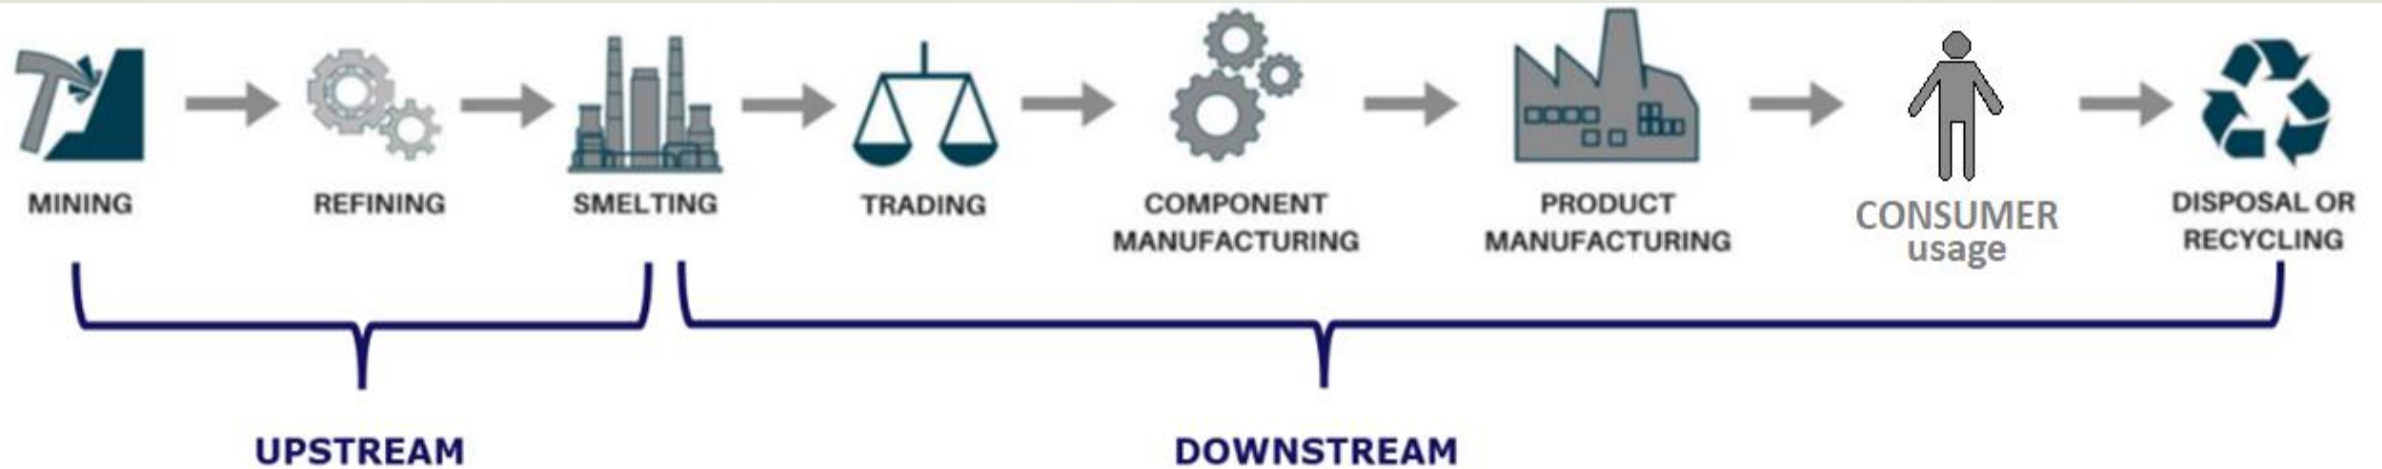 MINING
REFINING
SMELTING
TRADING
COMPONENT
MANUFACTURING
PRODUCT
MANUFACTURING
CONSUMER
usage
DISPOSAL OR
RECYCLING
UPSTREAM
DOWNSTREAM